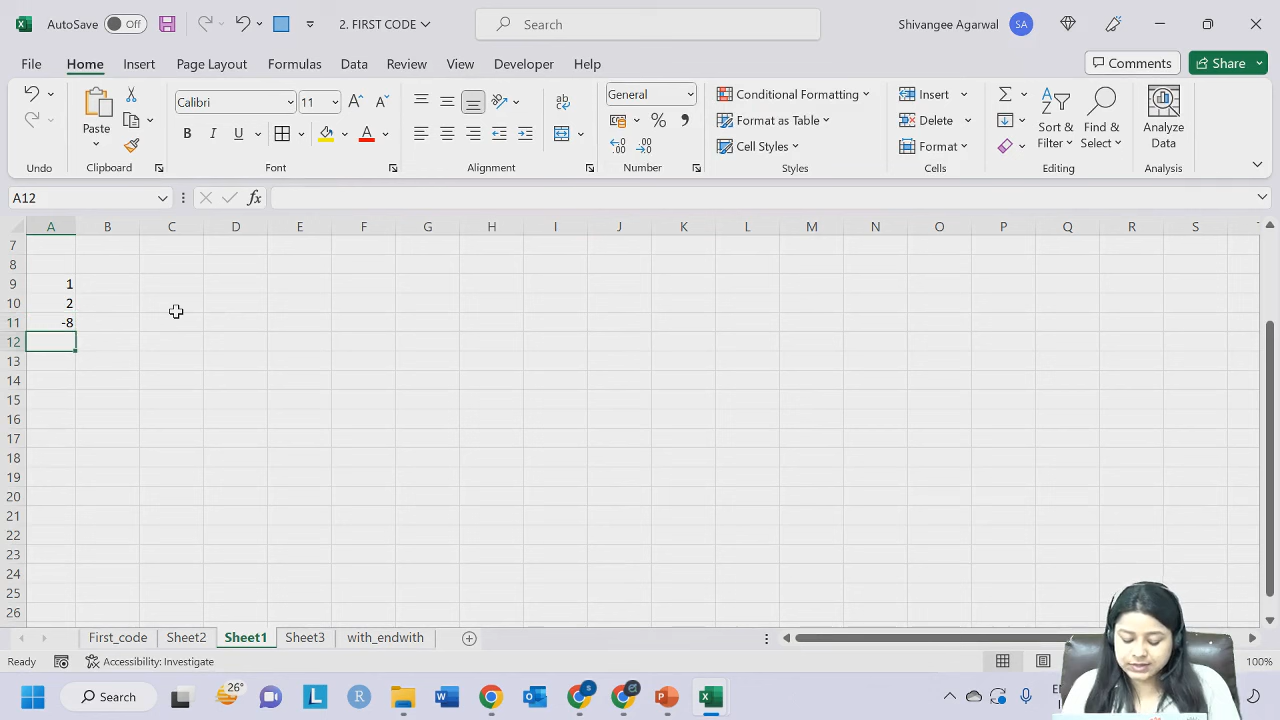 AutoSave Off 2. FIRST CODE Search Shivangee Agarwal SA
File Home Insert Page Layout Formulas Data Review View Developer Help Comments Share
Calibri 11 General Conditional Formatting Insert
Paste Format as Table Delete Sort & Find & Analyze
B I U Cell Styles Format Filter Select Data
Undo Clipboard Font Alignment Number Styles Cells Editing Analysis
A12 fx
A B C D E F G H I J K L M N O P Q R S
7
8
9 1
10 2
11 -8
12
13
14
15
16
17
18
19
20
21
22
23
24
25
26
First_code Sheet2 Sheet1 Sheet3 with_endwith
Ready Accessibility: Investigate 100%
Search 26°